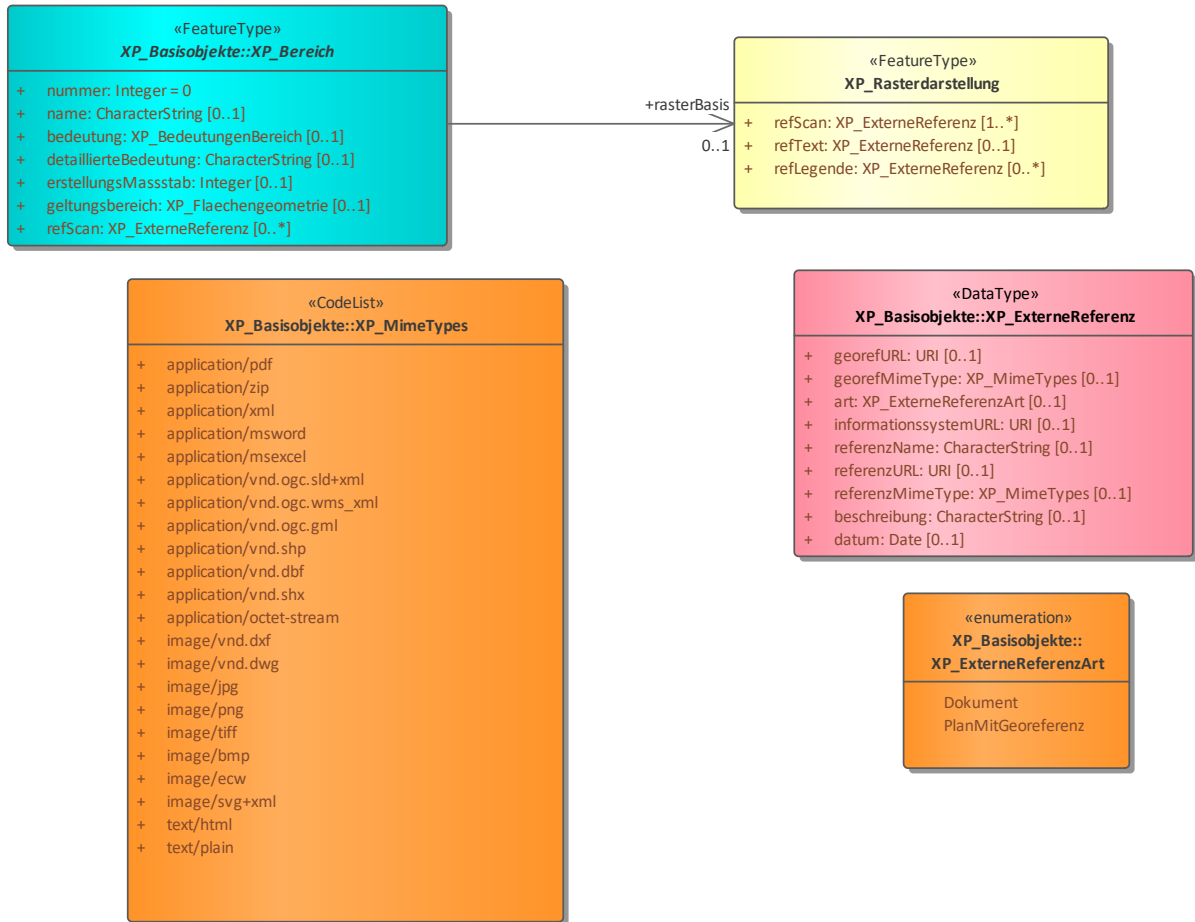 «FeatureType»
XP_Basisobjekte::XP_Bereich
+ nummer: Integer = 0
+ name: CharacterString [0..1]
+ bedeutung: XP_BedeutungenBereich [0..1]
+ detaillierteBedeutung: CharacterString [0..1]
+ erstellungsMassstab: Integer [0..1]
+ geltungsbereich: XP_Flaechengeometrie [0..1]
+ refScan: XP_ExterneReferenz [0..*]
+rasterBasis
0..1
«FeatureType»
XP_Rasterdarstellung
+ refScan: XP_ExterneReferenz [1..*]
+ refText: XP_ExterneReferenz [0..1]
+ refLegende: XP_ExterneReferenz [0..*]
«CodeList»
XP_Basisobjekte::XP_MimeTypes
+ application/pdf
+ application/zip
+ application/xml
+ application/msword
+ application/msexcel
+ application/vnd.ogc.sld+xml
+ application/vnd.ogc.wms_xml
+ application/vnd.ogc.gml
+ application/vnd.shp
+ application/vnd.dbf
+ application/vnd.shx
+ application/octet-stream
+ image/vnd.dxf
+ image/vnd.dwg
+ image/jpg
+ image/png
+ image/tiff
+ image/bmp
+ image/ecw
+ image/svg+xml
+ text/html
+ text/plain
«DataType»
XP_Basisobjekte::XP_ExterneReferenz
+ georefURL: URI [0..1]
+ georefMimeType: XP_MimeTypes [0..1]
+ art: XP_ExterneReferenzArt [0..1]
+ informationssystemURL: URI [0..1]
+ referenzName: CharacterString [0..1]
+ referenzURL: URI [0..1]
+ referenzMimeType: XP_MimeTypes [0..1]
+ beschreibung: CharacterString [0..1]
+ datum: Date [0..1]
«enumeration»
XP_Basisobjekte::
XP_ExterneReferenzArt
Dokument
PlanMitGeoreferenz